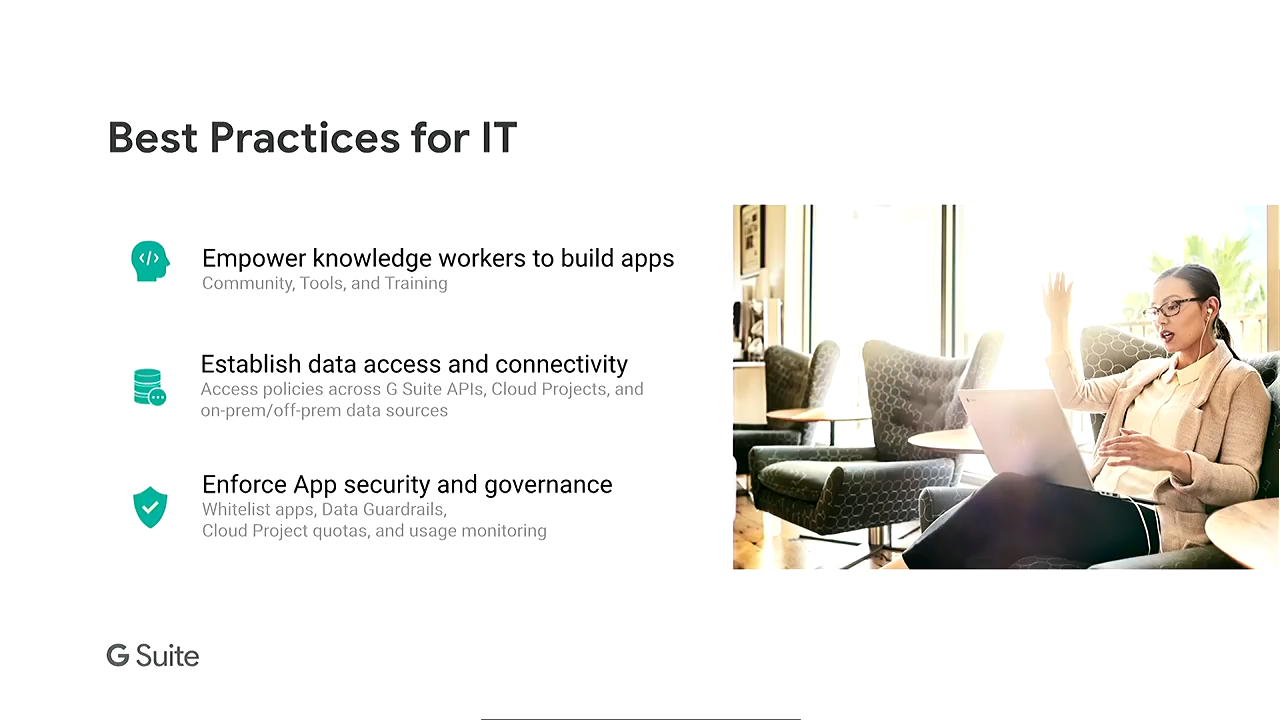 Best Practices for IT
</>
Empower knowledge workers to build apps
Community, Tools, and Training
Establish data access and connectivity
Access policies across G Suite APIs, Cloud Projects, and
on-prem/off-prem data sources
Enforce App security and governance
Whitelist apps, Data Guardrails,
Cloud Project quotas, and usage monitoring
G Suite